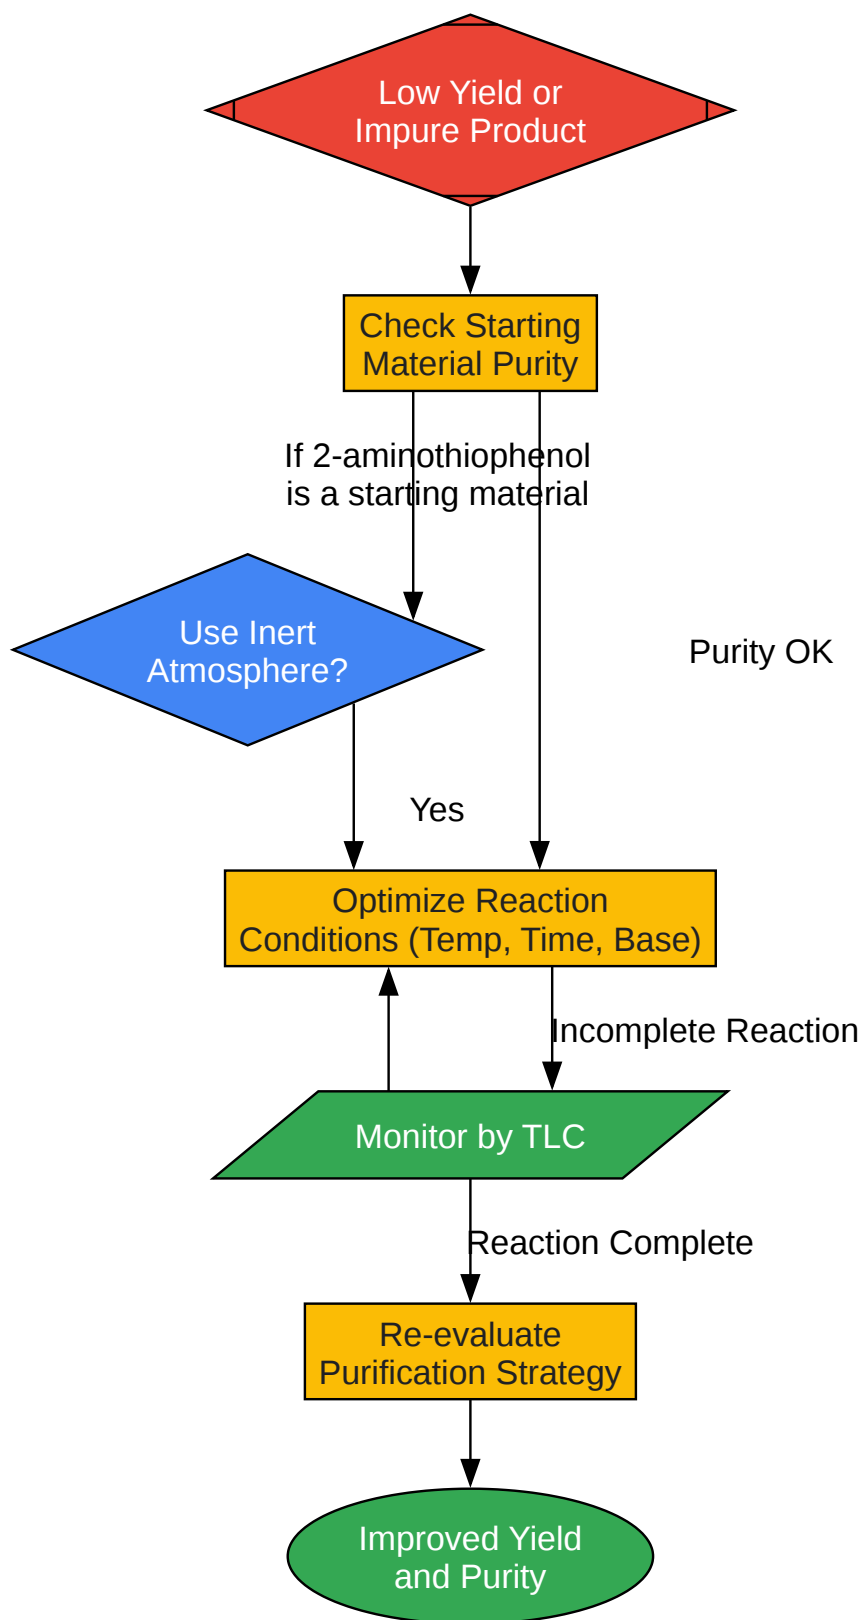 Low Yield or
Impure Product
Check Starting
Material Purity
If 2-aminothiophenol
is a starting material
Use Inert
Atmosphere?
Purity OK
Yes
Optimize Reaction
Conditions (Temp, Time, Base)
Incomplete Reaction
Monitor by TLC
Reaction Complete
Re-evaluate
Purification Strategy
Improved Yield
and Purity